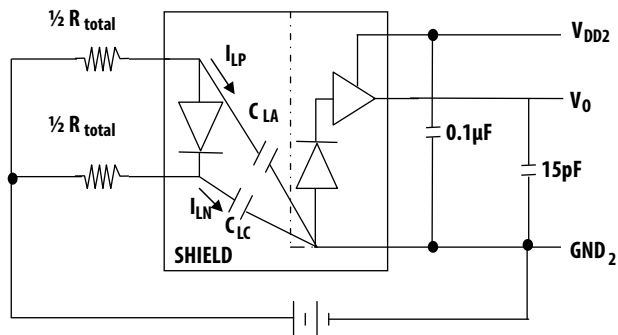 ½ R total
I LP
C LA
V DD2
½ R total
V O
0.1µF
15pF
I LN
C LC
SHIELD
GND 2